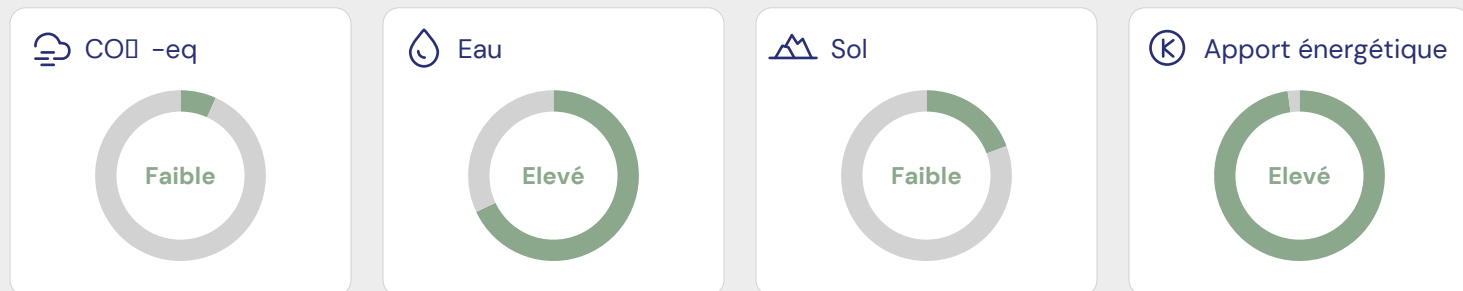 CO▯ -eq
Eau
Sol
Apport énergétique
Faible
Elevé
Faible
Elevé